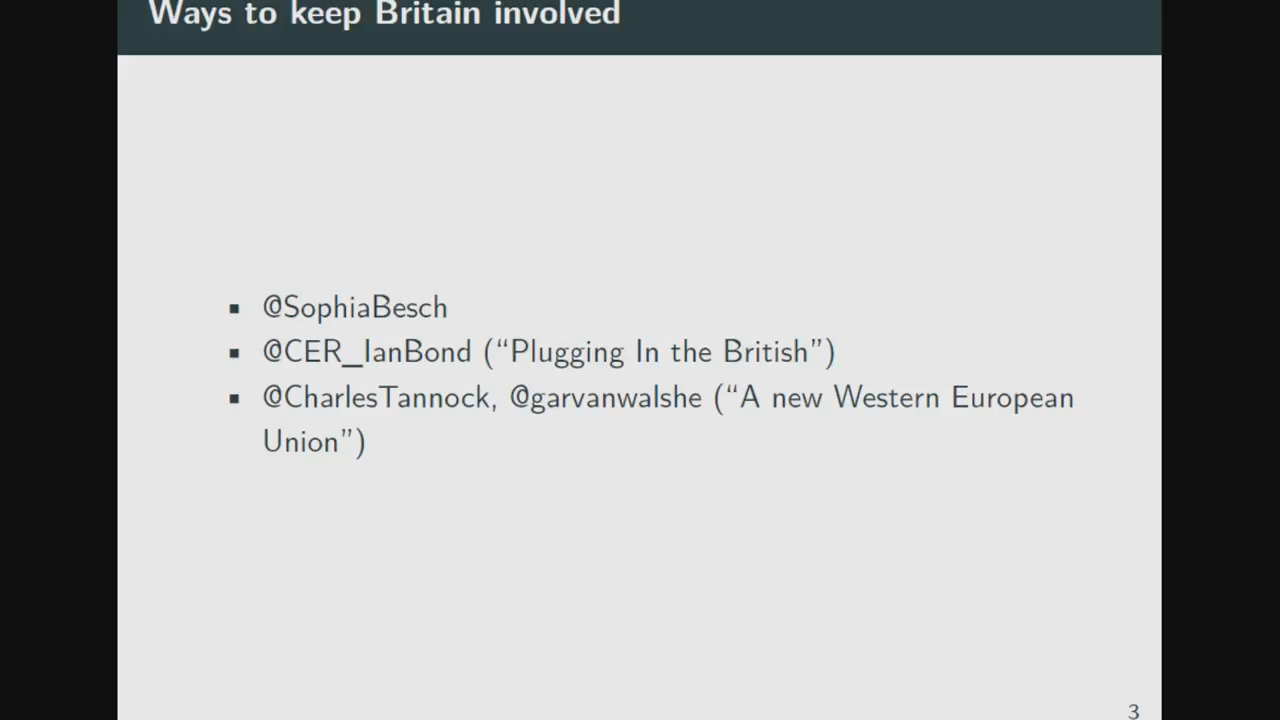 Ways to keep Britain involved
▪ @SophiaBesch
▪ @CER_IanBond (“Plugging In the British”)
▪ @CharlesTannock, @garvanwalshe (“A new Western European
Union”)
3